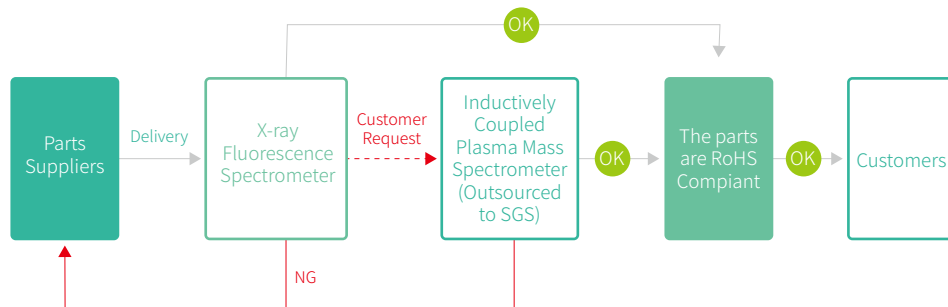 OK
Parts
Suppliers
Delivery
X-ray
Fluorescence
Spectrometer
Customer
Request
Inductively
Coupled
Plasma Mass
Spectrometer
(Outsourced
to SGS)
OK
The parts
are RoHS
Compiant
OK
Customers
NG